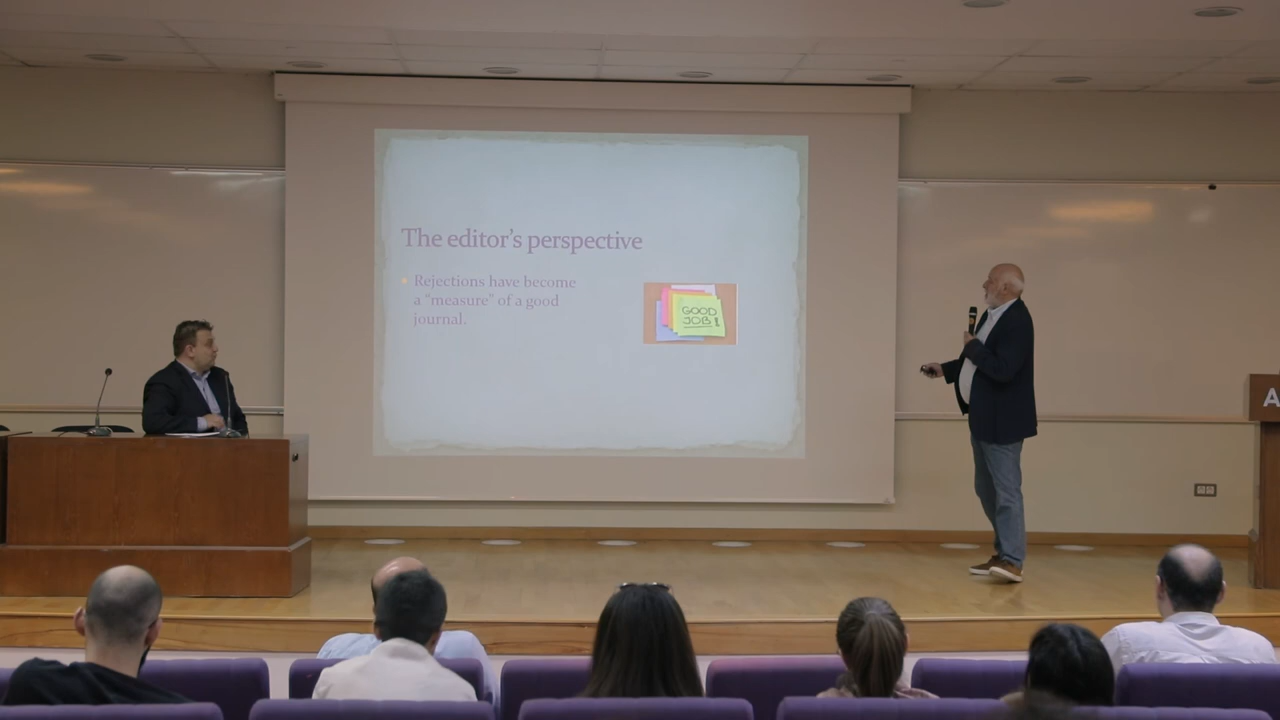 The editor's perspective
Rejections have become
a “measure” of a good
journal.
GOOD
JOB !
A